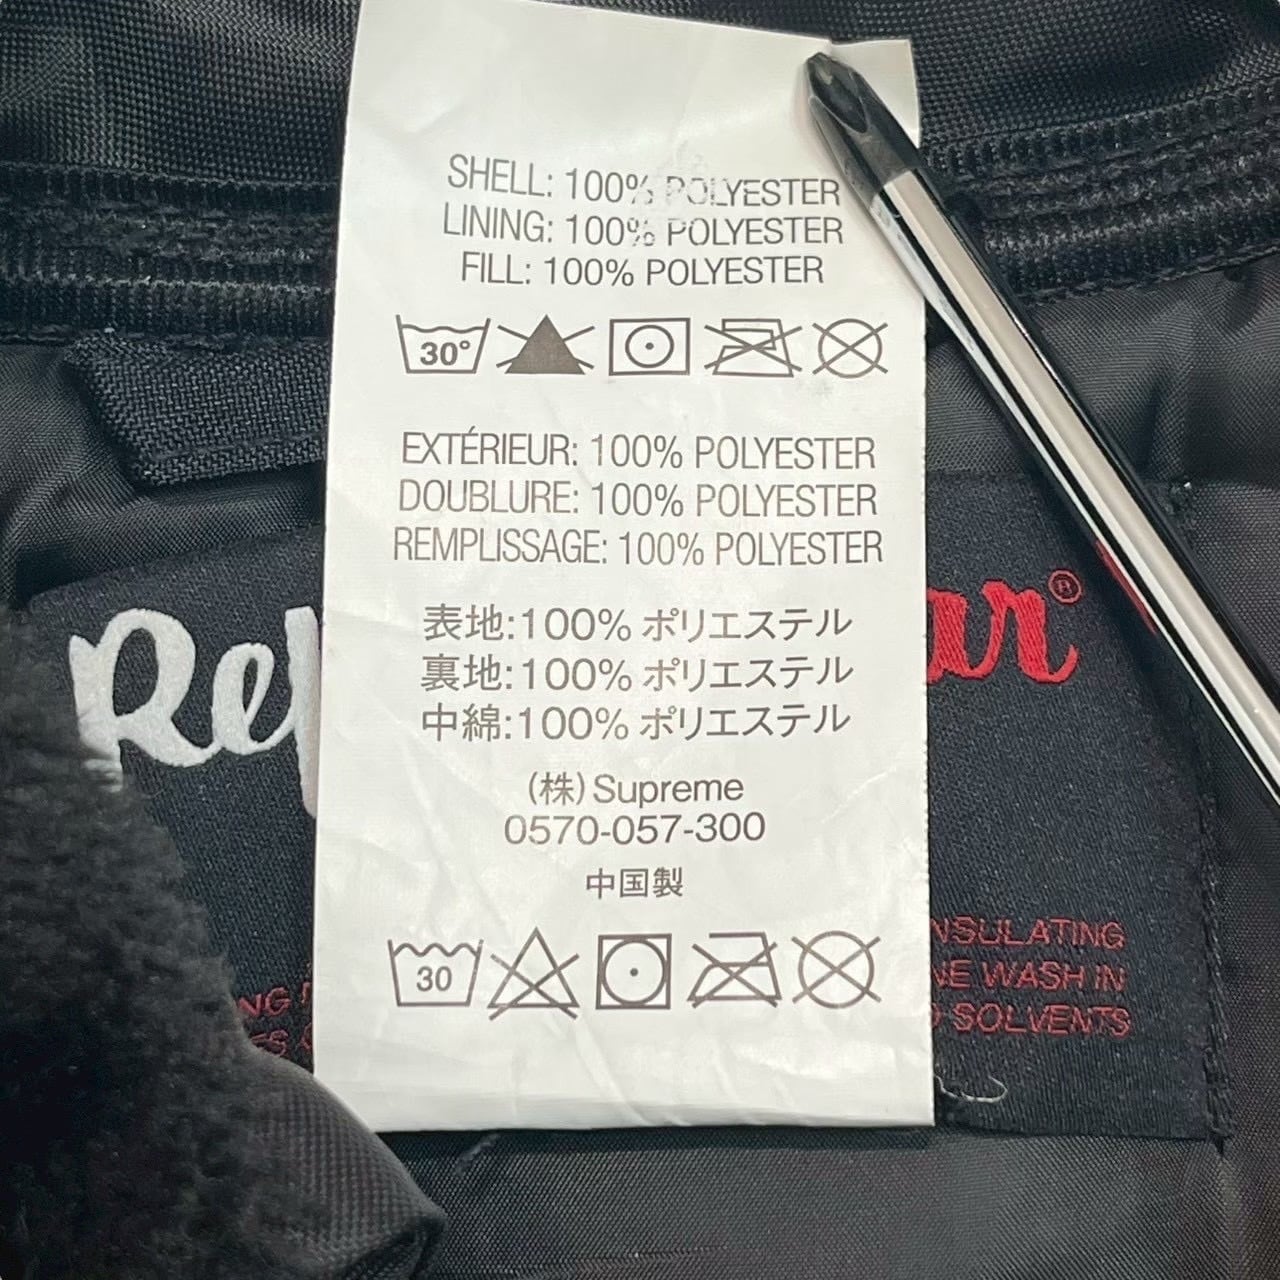 SHELL: 100% POLYESTER
LINING: 100% POLYESTER
FILL: 100% POLYESTER
30°
EXTÉRIEUR: 100% POLYESTER
DOUBLURE: 100% POLYESTER
REMPLISSAGE: 100% POLYESTER
表地:100% ポリエステル
裏地:100% ポリエステル
中綿:100% ポリエステル
(株) Supreme
0570-057-300
中国製
30
WASH IN
SOLVENTS